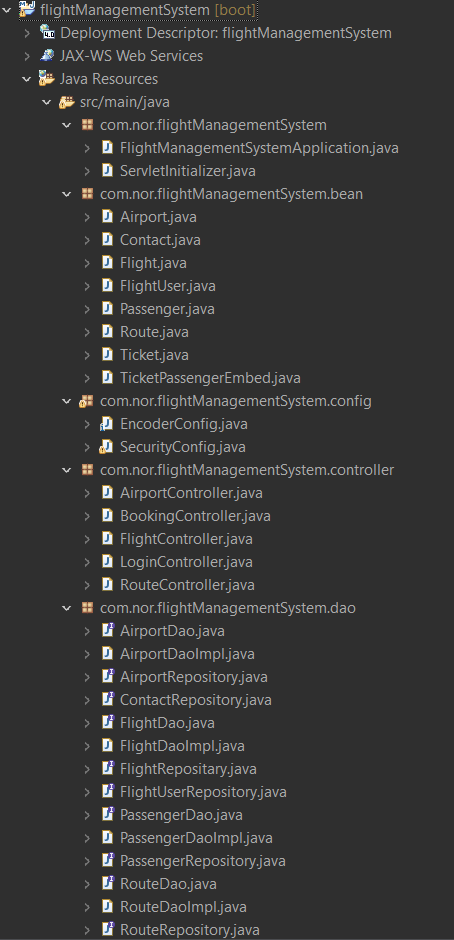 flightManagementSystem [boot]
Deployment Descriptor: flightManagementSystem
JAX-WS Web Services
Java Resources
src/main/java
com.nor.flightManagementSystem
FlightManagementSystemApplication.java
ServletInitializer.java
com.nor.flightManagementSystem.bean
Airport.java
Contact.java
Flight.java
FlightUser.java
Passenger.java
Route.java
Ticket.java
TicketPassengerEmbed.java
com.nor.flightManagementSystem.config
EncoderConfig.java
SecurityConfig.java
com.nor.flightManagementSystem.controller
AirportController.java
BookingController.java
FlightController.java
LoginController.java
RouteController.java
com.nor.flightManagementSystem.dao
AirportDao.java
AirportDaoImpl.java
AirportRepository.java
ContactRepository.java
FlightDao.java
FlightDaoImpl.java
FlightRepositary.java
FlightUserRepository.java
PassengerDao.java
PassengerDaoImpl.java
PassengerRepository.java
RouteDao.java
RouteDaoImpl.java
RouteRepository.java